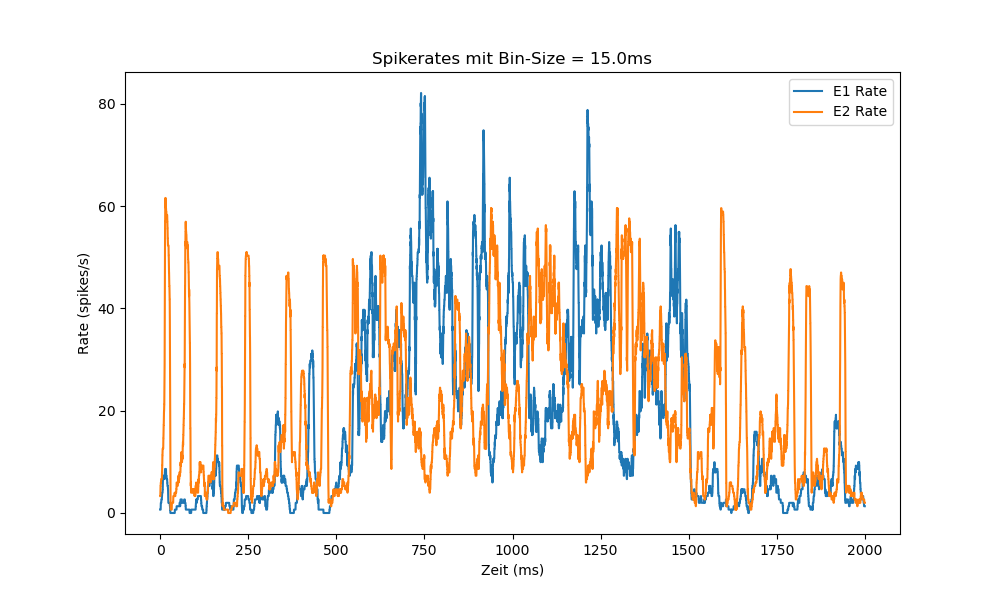 Spikerates mit Bin-Size = 15.0ms
E1 Rate
E2 Rate
80
60
40
20
0
Rate (spikes/s)
0 250 500 750 1000 1250 1500 1750 2000
Zeit (ms)